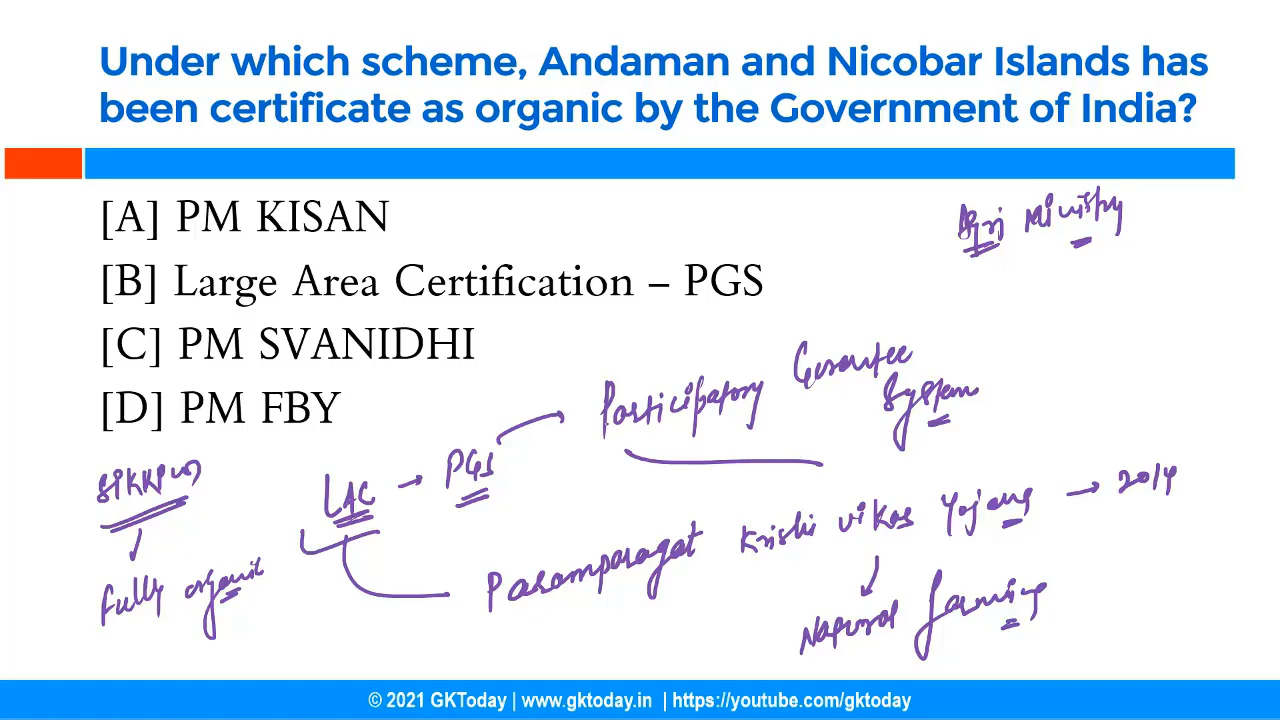 Under which scheme, Andaman and Nicobar Islands has
been certificate as organic by the Government of India?
[A] PM KISAN
Agri Ministry
[B] Large Area Certification – PGS
[C] PM SVANIDHI
[D] PM FBY
Participatory Guarantee
System
SIKKIM
LAC → PGS
Paramparagat Krishi Vikas Yojana → 2014
fully organic
Natural farming
© 2021 GKToday | www.gktoday.in | https://youtube.com/gktoday